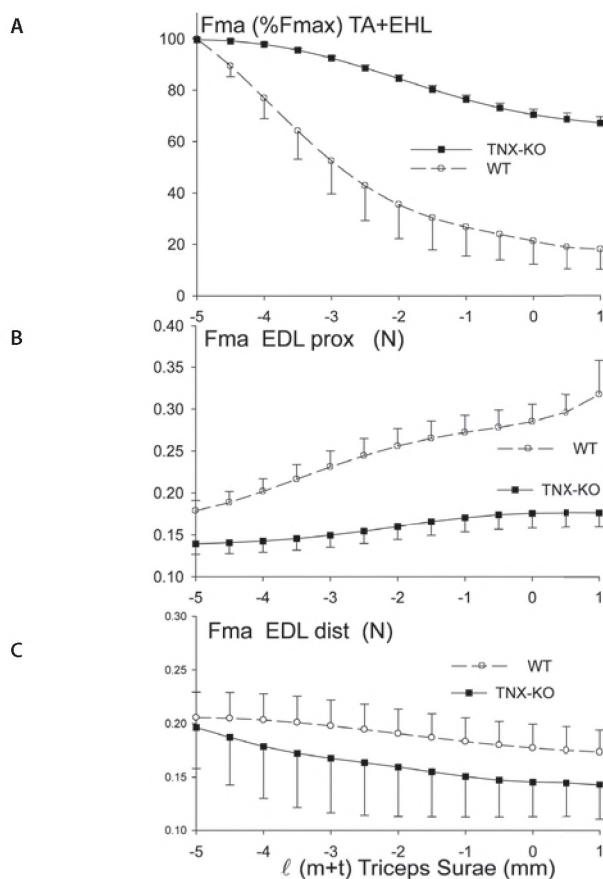 A
Fma (%Fmax) TA+EHL
100
80
60
40
20
0
TNX-KO
WT
-5 -4 -3 -2 -1 0 1
B
Fma EDL prox (N)
0.40
0.35
0.30
0.25
0.20
0.15
0.10
WT
TNX-KO
-5 -4 -3 -2 -1 0 1
C
Fma EDL dist (N)
0.30
0.25
0.20
0.15
0.10
WT
TNX-KO
-5 -4 -3 -2 -1 0 1
ℓ (m+t) Triceps Surae (mm)